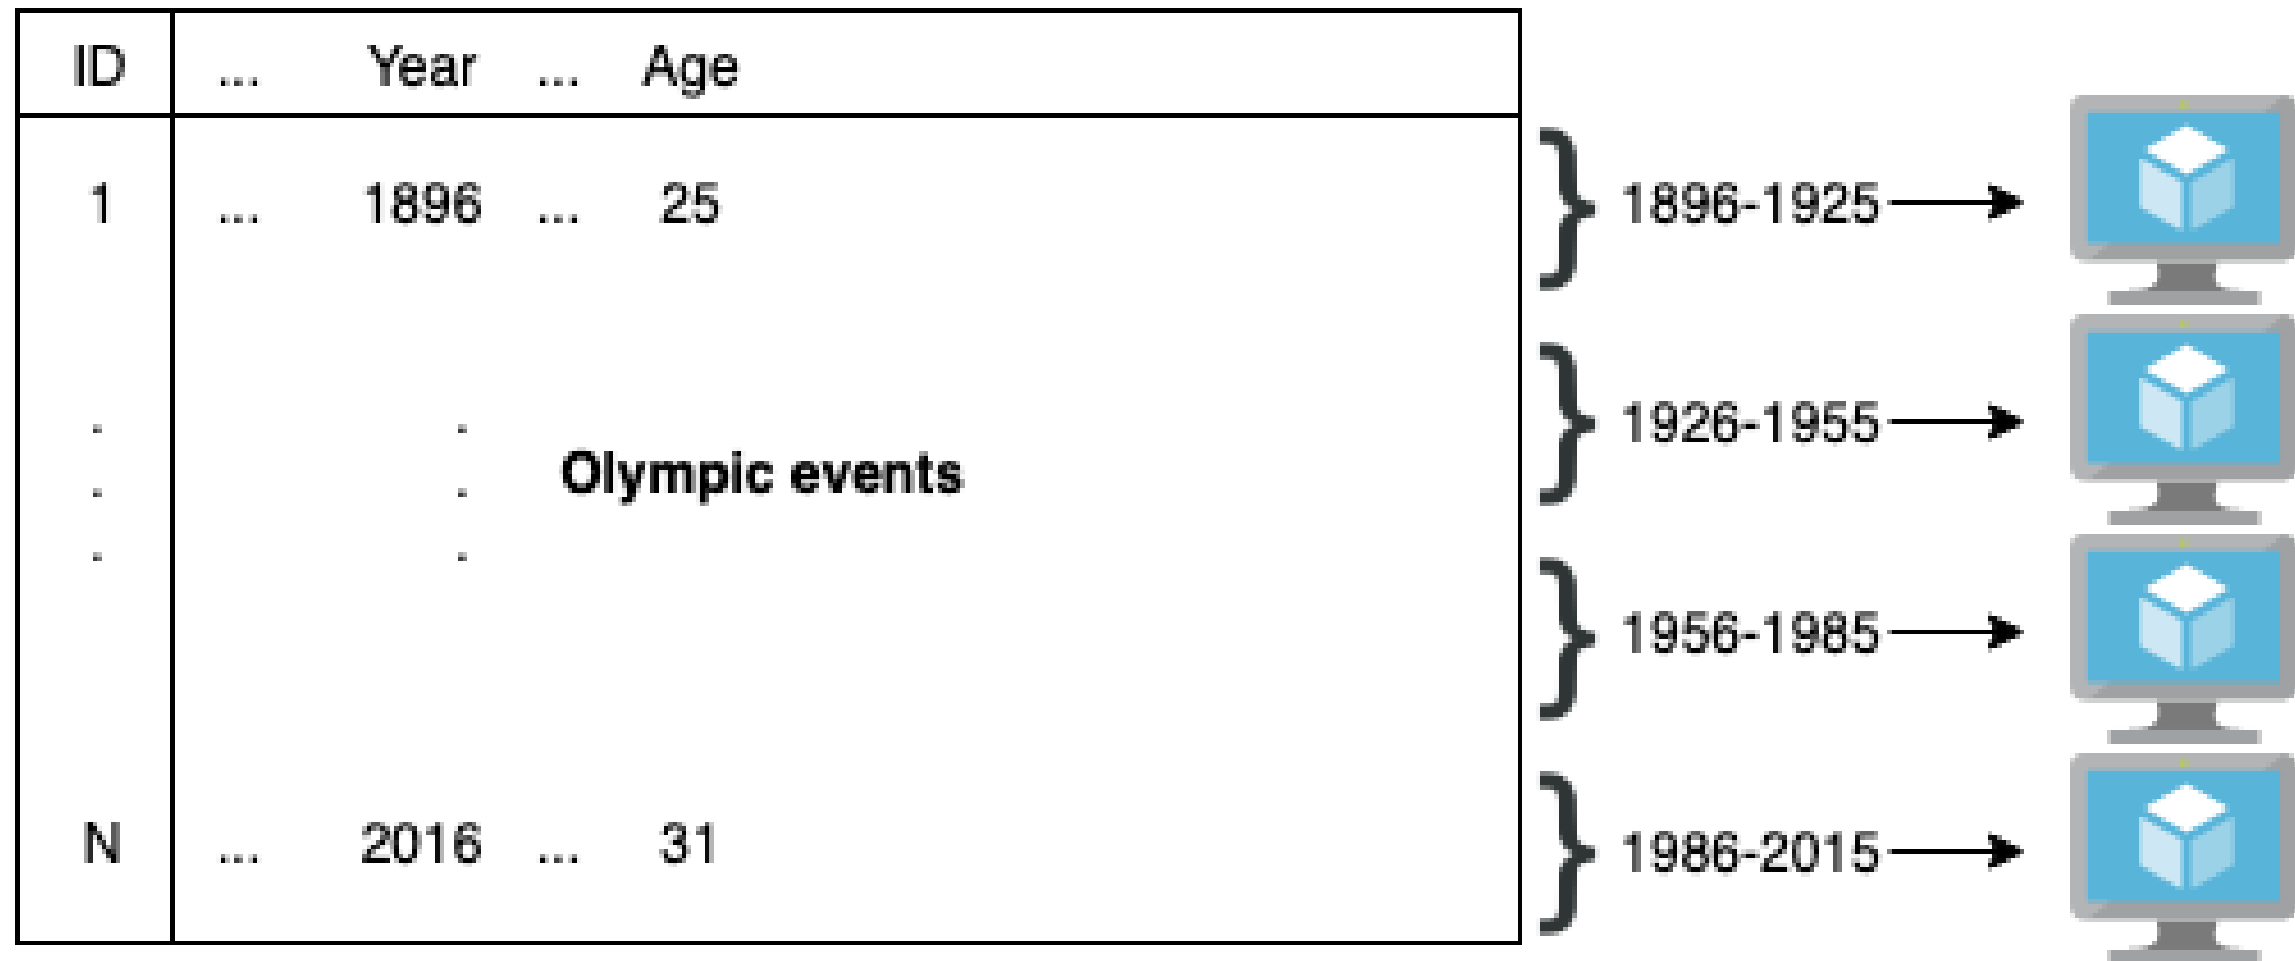 ID ... Year ... Age
1 ... 1896 ... 25
1896-1925
1926-1955
.
.
.
.
.
.
Olympic events
1956-1985
N ... 2016 ... 31
1986-2015